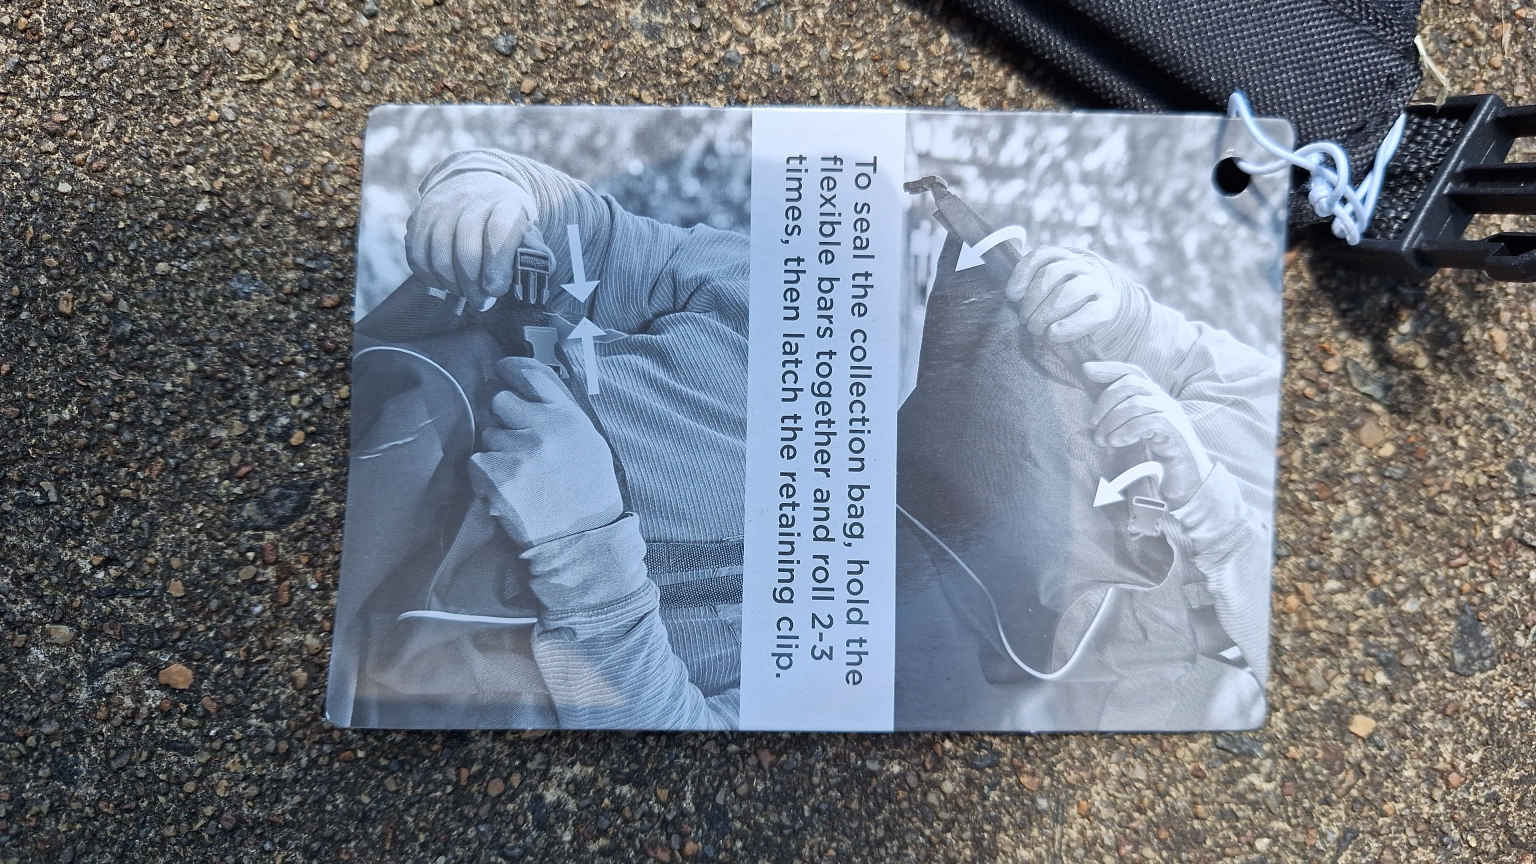 To seal the collection bag, hold the
flexible bars together and roll 2-3
times, then latch the retaining clip.